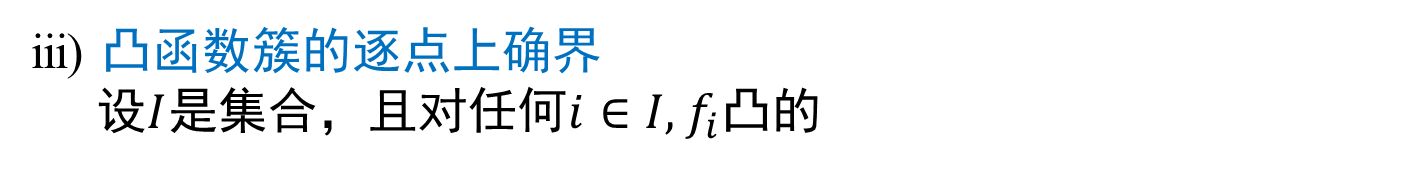 iii) 凸函数簇的逐点上确界
设𝐼是集合，且对任何𝑖 ∈ 𝐼, 𝑓ᵢ凸的